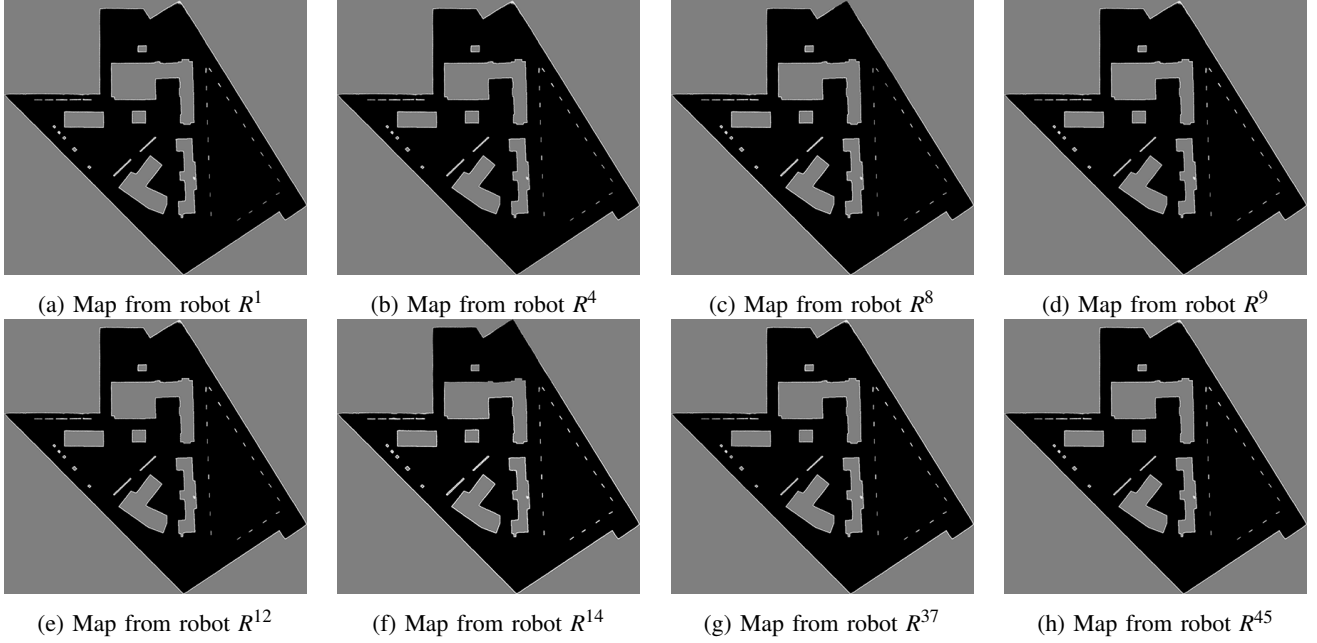 (a) Map from robot R¹
(b) Map from robot R⁴
(c) Map from robot R⁸
(d) Map from robot R⁹
(e) Map from robot R¹²
(f) Map from robot R¹⁴
(g) Map from robot R³⁷
(h) Map from robot R⁴⁵